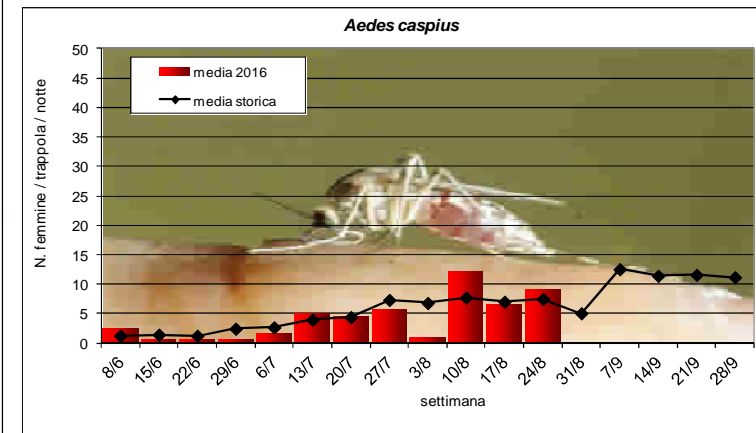 Aedes caspius
N. femmine / trappola / notte
50
45
40
35
30
25
20
15
10
5
0
media 2016
media storica
8/6 15/6 22/6 29/6 6/7 13/7 20/7 27/7 3/8 10/8 17/8 24/8 31/8 7/9 14/9 21/9 28/9
settimana